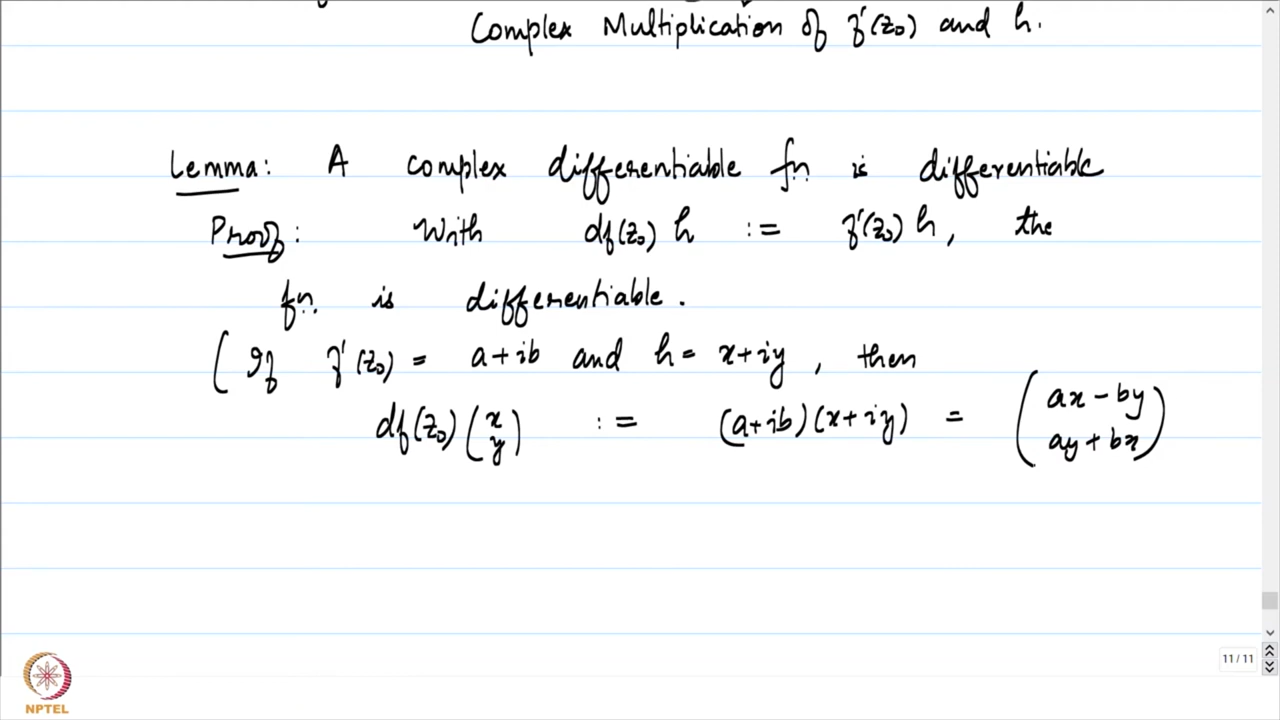 Complex Multiplication of f'(z₀) and h.
Lemma: A complex differentiable fn. is differentiable
Proof: With df(z₀) h := f'(z₀) h, the
fn. is differentiable.
( If f'(z₀) = a+ib and h = x+iy, then
df(z₀) (x y) := (a+ib)(x+iy) = (ax - by ay + bx)
11 / 11
NPTEL